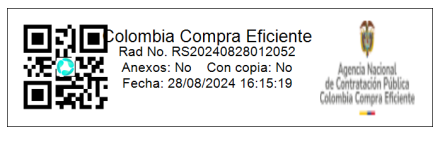 Colombia Compra Eficiente
Rad No. RS20240828012052
Anexos: No Con copia: No
Fecha: 28/08/2024 16:15:19
Agencia Nacional
de Contratación Pública
Colombia Compra Eficiente